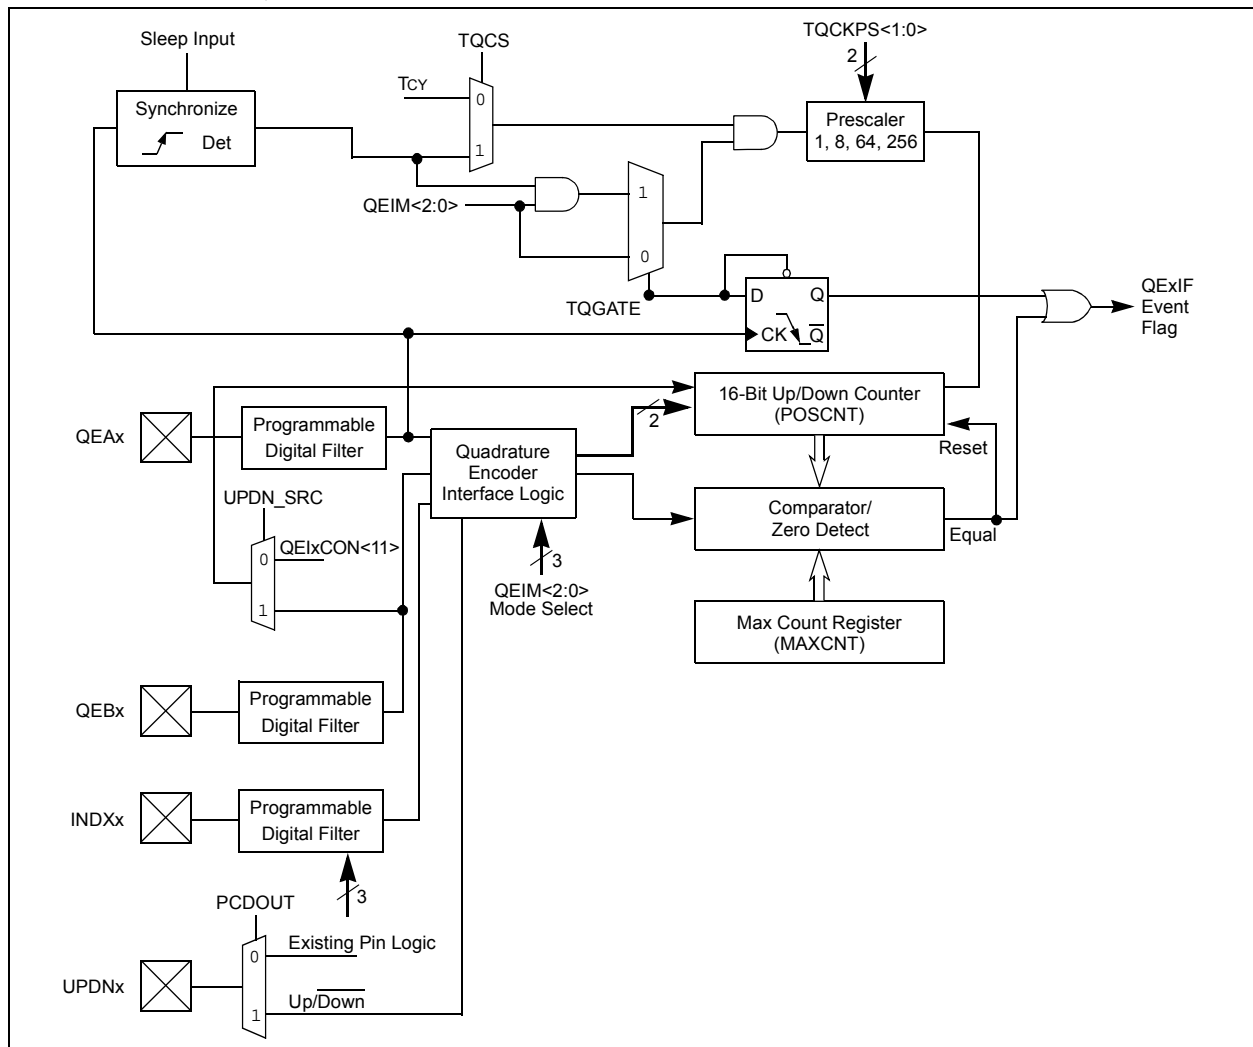 Sleep Input
TQCS
TQCKPS<1:0>
2
TCY
0
1
Synchronize
Det
Prescaler
1, 8, 64, 256
QEIM<2:0>
1
0
TQGATE
D
Q
CK
Q̅
QExIF
Event
Flag
QEAx
Programmable
Digital Filter
Quadrature
Encoder
Interface Logic
2
16-Bit Up/Down Counter
(POSCNT)
Reset
UPDN_SRC
0
QEIxCON<11>
1
3
QEIM<2:0>
Mode Select
Comparator/
Zero Detect
Equal
Max Count Register
(MAXCNT)
QEBx
Programmable
Digital Filter
INDXx
Programmable
Digital Filter
3
PCDOUT
0
Existing Pin Logic
UPDNx
1
Up/D̅o̅w̅n̅